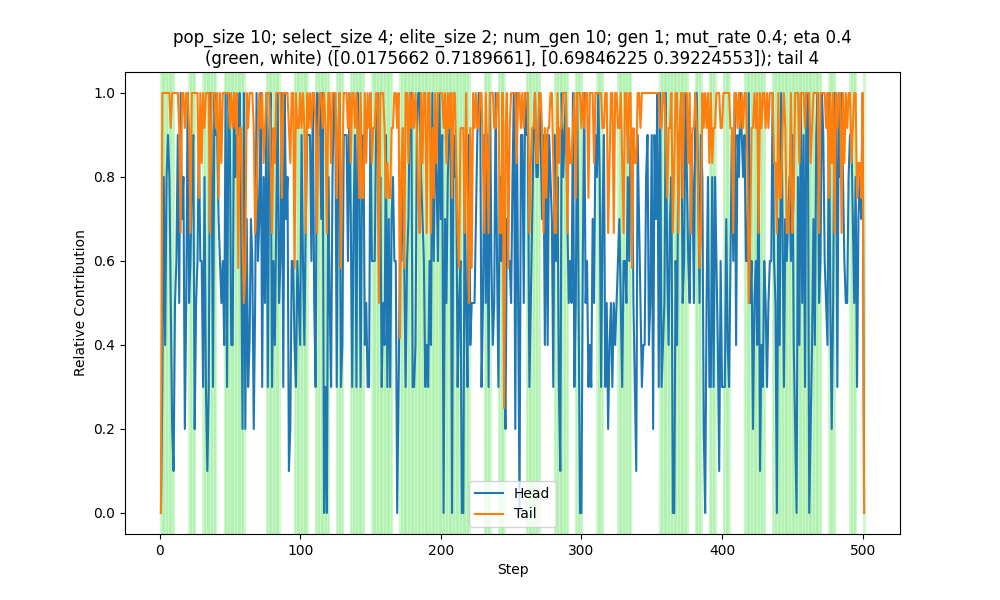 pop_size 10; select_size 4; elite_size 2; num_gen 10; gen 1; mut_rate 0.4; eta 0.4
(green, white) ([0.0175662 0.7189661], [0.69846225 0.39224553]); tail 4
1.0
0.8
0.6
0.4
0.2
0.0
Relative Contribution
Head
Tail
0
100
200
300
400
500
Step